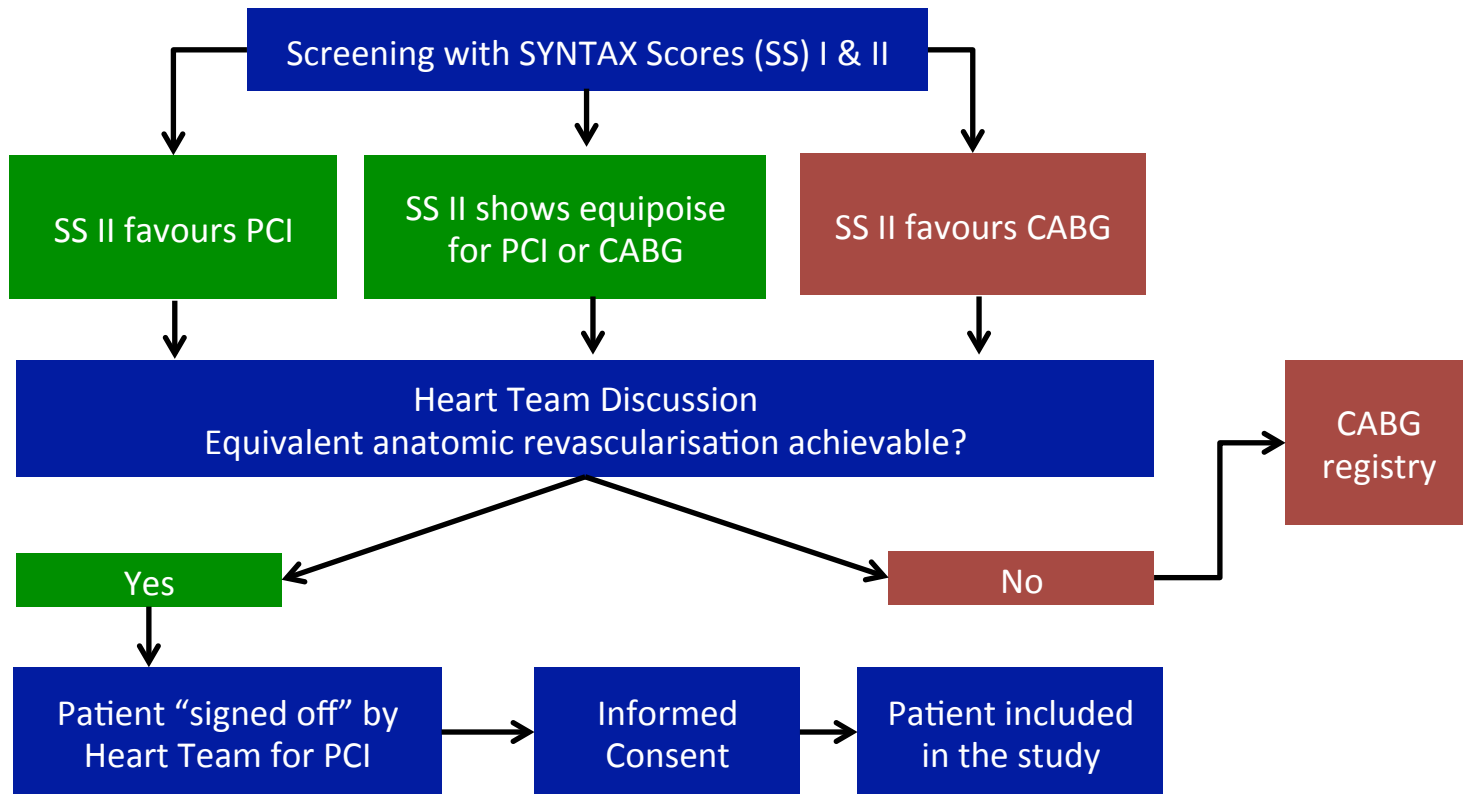 Screening with SYNTAX Scores (SS) I & II
SS II favours PCI
SS II shows equipoise
for PCI or CABG
SS II favours CABG
Heart Team Discussion
Equivalent anatomic revascularisation achievable?
CABG
registry
Yes
No
Patient “signed off” by
Heart Team for PCI
Informed
Consent
Patient included
in the study